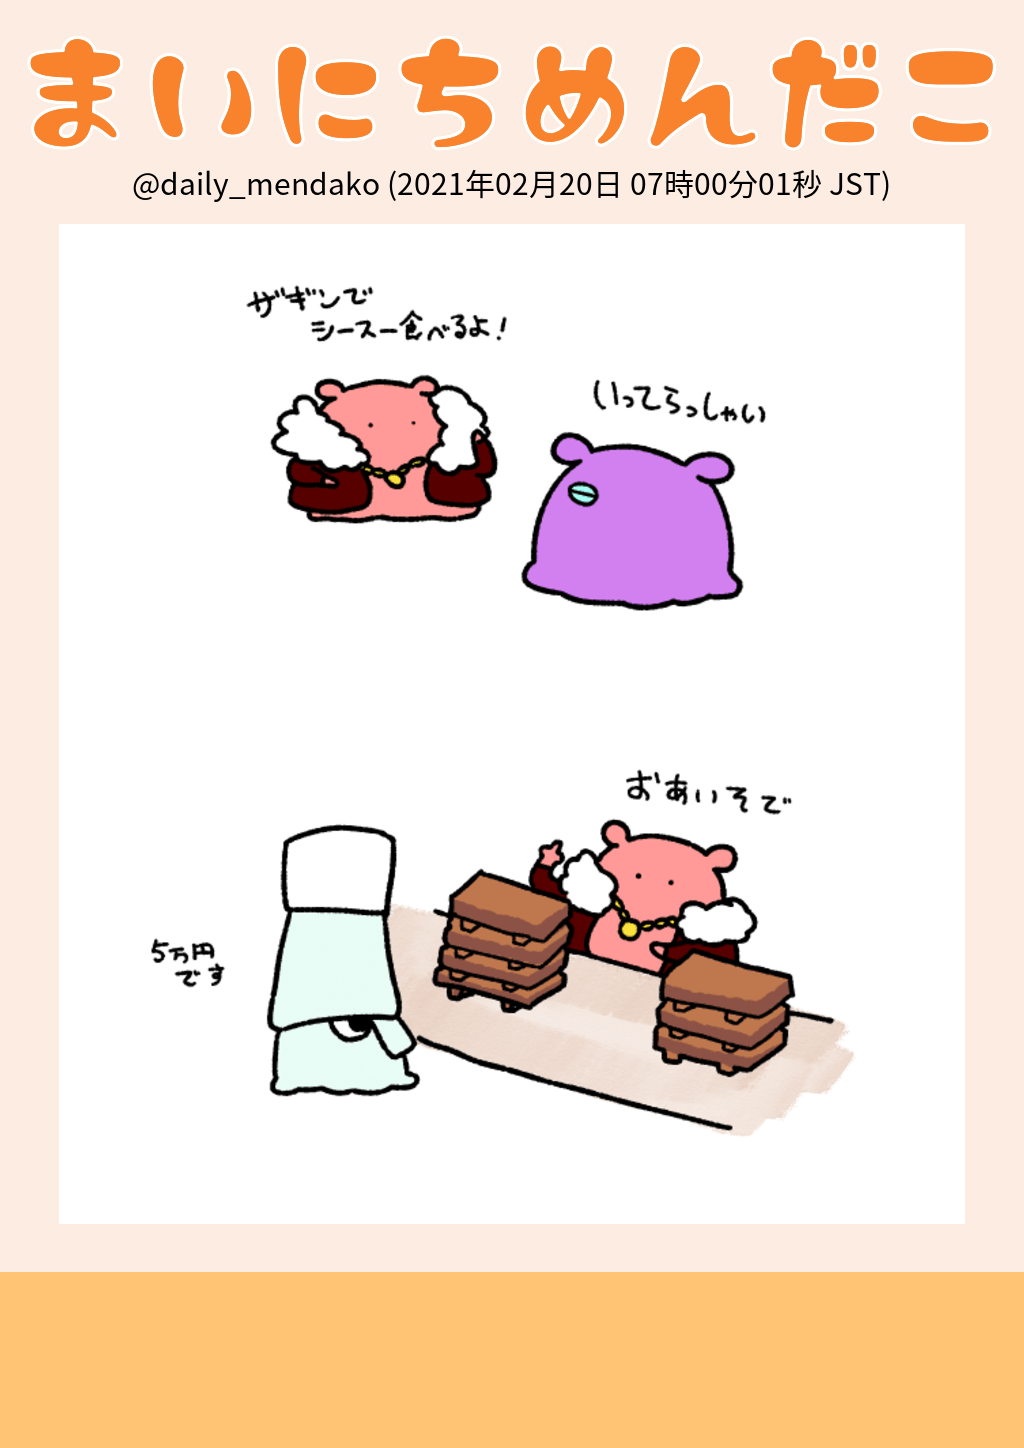 まいにちめんだこ
@daily_mendako (2021年02月20日 07時00分01秒 JST)
ザギンで
シースー食べるよ!
いってらっしゃい
おあいそで
5万円
です